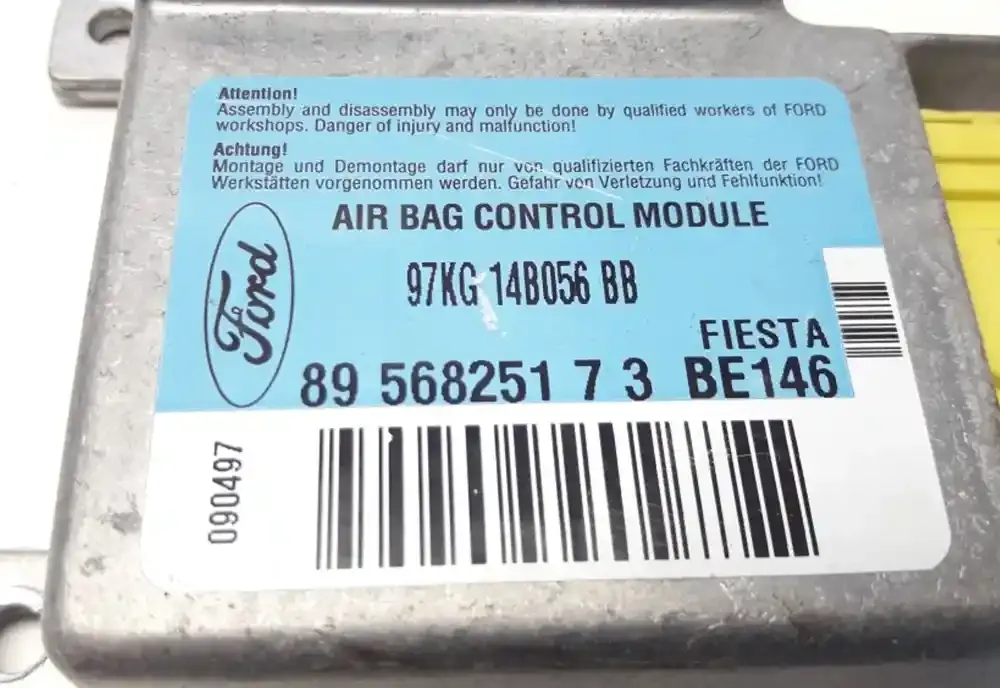 Attention!
Assembly and disassembly may only be done by qualified workers of FORD
workshops. Danger of injury and malfunction!
Achtung!
Montage und Demontage darf nur von qualifizierten Fachkräften der FORD
Werkstätten vorgenommen werden. Gefahr von Verletzung und Fehlfunktion!
AIR BAG CONTROL MODULE
Ford
97KG 14B056 BB
FIESTA
89 568251 7 3 BE146
090497